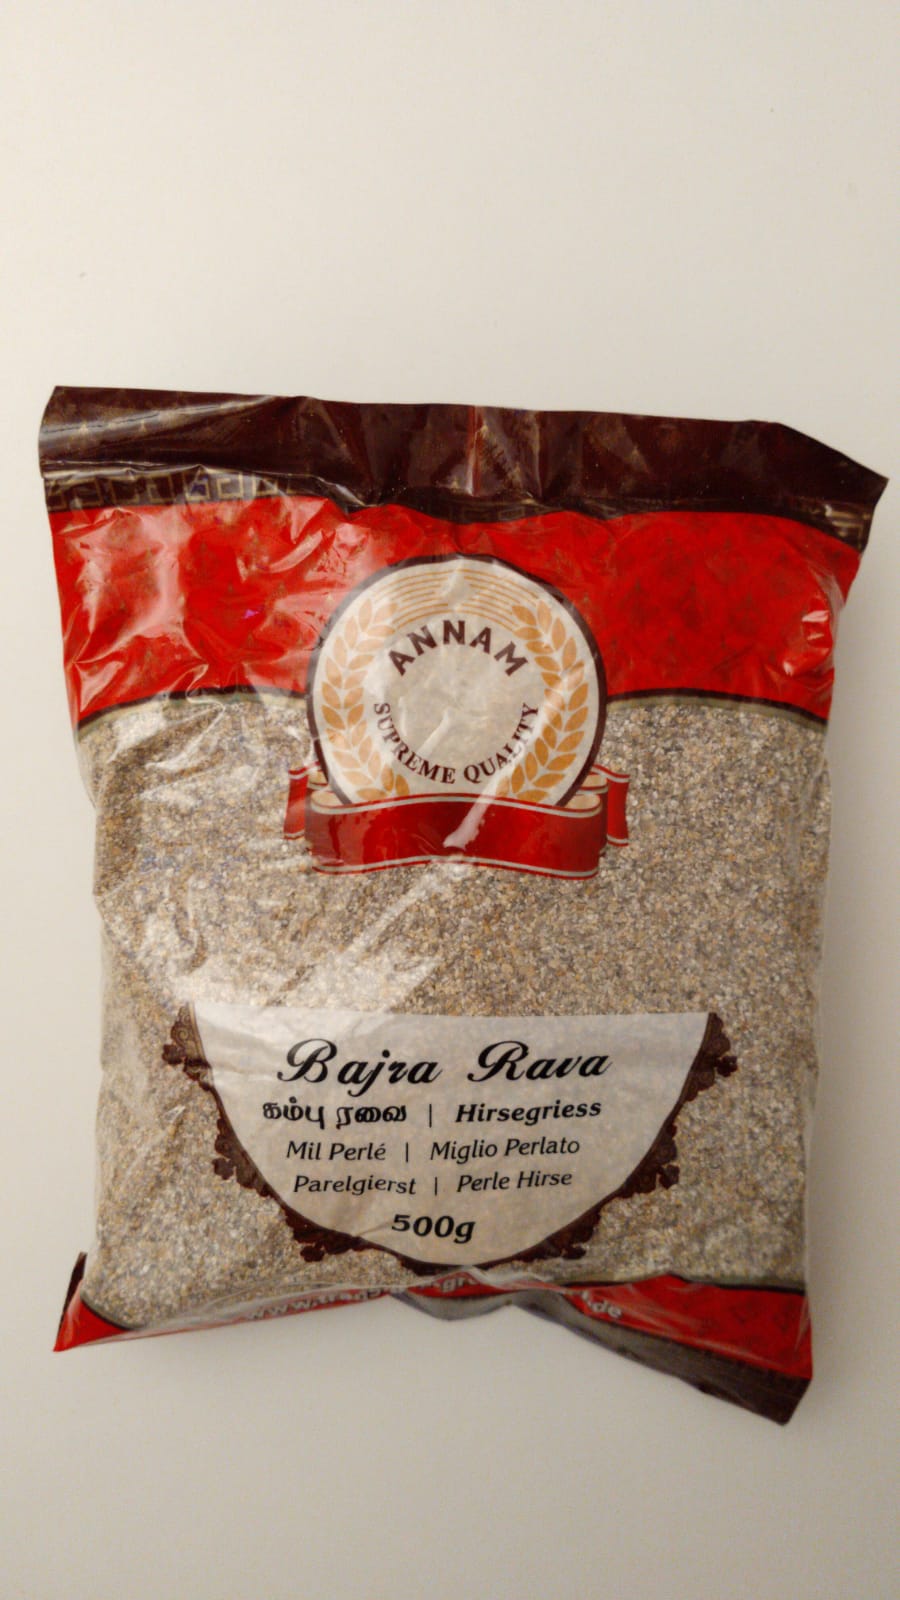 ANNAM
SUPREME QUALITY
Bajra Rava
கம்பு ரவை | Hirsegriess
Mil Perlé | Miglio Perlato
Parelgierst | Perle Hirse
500g